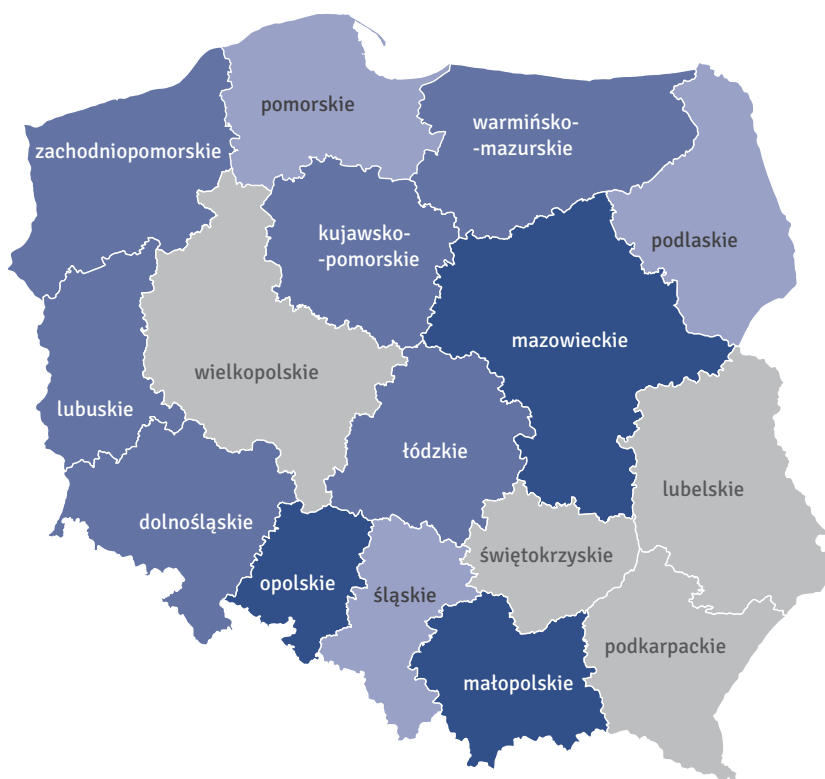 pomorskie
warmińsko-
-mazurskie
zachodniopomorskie
kujawsko-
-pomorskie
podlaskie
mazowieckie
wielkopolskie
lubuskie
łódzkie
lubelskie
dolnośląskie
świętokrzyskie
opolskie
śląskie
podkarpackie
małopolskie